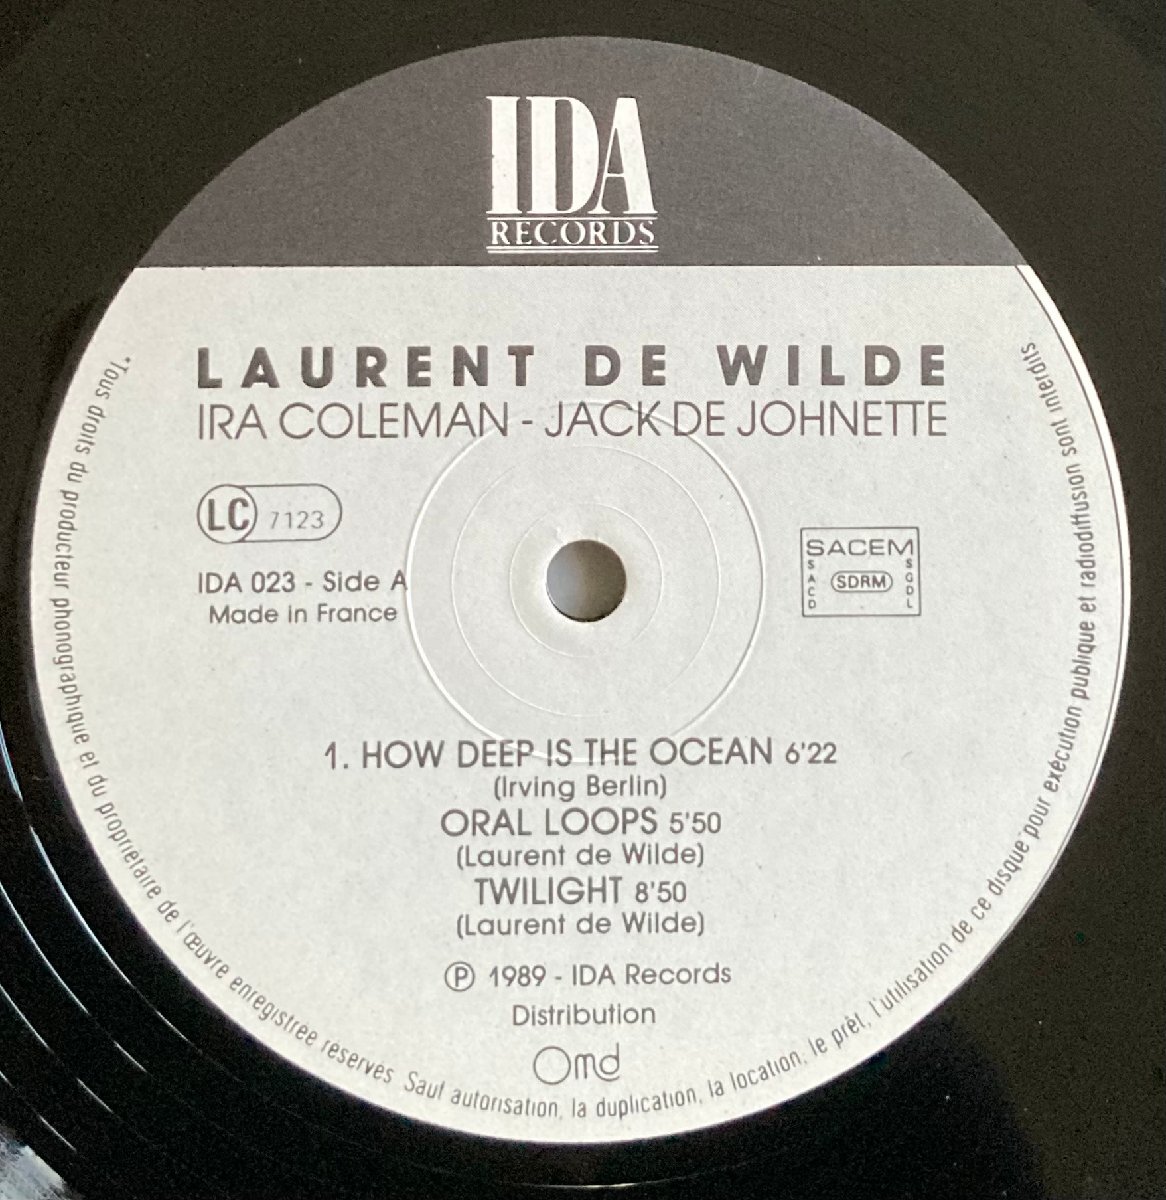 IDA
RECORDS
LAURENT DE WILDE
IRA COLEMAN - JACK DE JOHNETTE
LC 7123
IDA 023 - Side A
Made in France
SACEM
SACD
SDRM
SGDL
1. HOW DEEP IS THE OCEAN 6'22
(Irving Berlin)
ORAL LOOPS 5'50
(Laurent de Wilde)
TWILIGHT 8'50
(Laurent de Wilde)
℗ 1989 - IDA Records
Distribution
Omd
"Tous droits du producteur phonographique et du propriétaire de l'œuvre enregistrée réservés. Sauf autorisation, la duplication, la location, le prêt, l'utilisation de ce disque pour exécution publique et radiodiffusion sont interdits